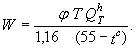 W = φ T Q_T^h / 1,16 (55 − t^e).